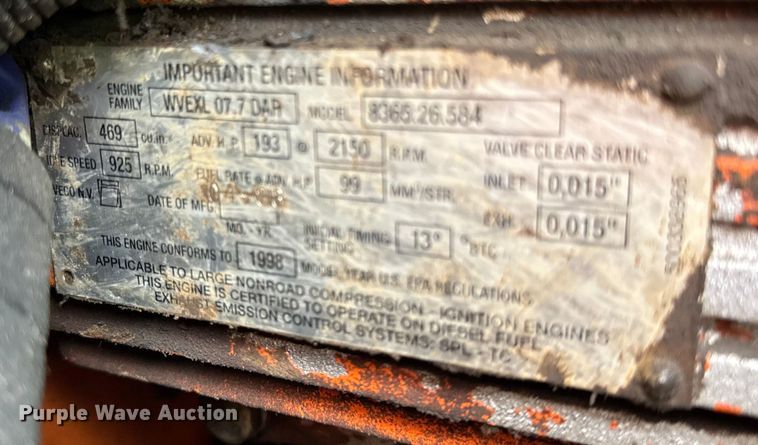 IMPORTANT ENGINE INFORMATION
ENGINE FAMILY WVEXL 07.7 DAR MODEL 8365.26.584
DISPLAC. 469 cu.in. ADV. H.P. 193 @ 2150 R.P.M. VALVE CLEAR STATIC
IDLE SPEED 925 R.P.M. FUEL RATE @ ADV. H.P. 99 MM³/STR. INLET 0,015"
IVECO N.V. DATE OF MFG. MO. - YR. INITIAL TIMING SETTING 13° °BTC EXH. 0,015"
THIS ENGINE CONFORMS TO 1998 MODEL YEAR U.S. EPA REGULATIONS
APPLICABLE TO LARGE NONROAD COMPRESSION - IGNITION ENGINES
THIS ENGINE IS CERTIFIED TO OPERATE ON DIESEL FUEL
EXHAUST EMISSION CONTROL SYSTEMS: SPL - TC
Purple Wave Auction